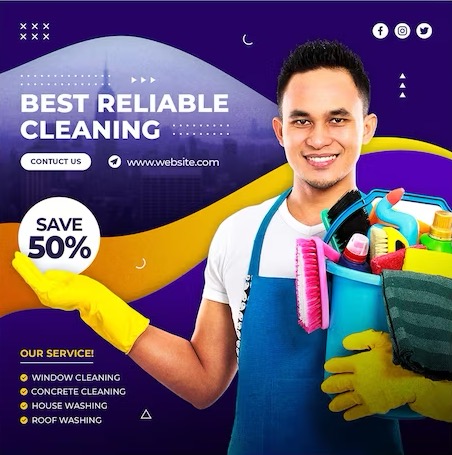 BEST RELIABLE
CLEANING
CONTUCT US
www.website.com
SAVE
50%
OUR SERVICE!
WINDOW CLEANING
CONCRETE CLEANING
HOUSE WASHING
ROOF WASHING